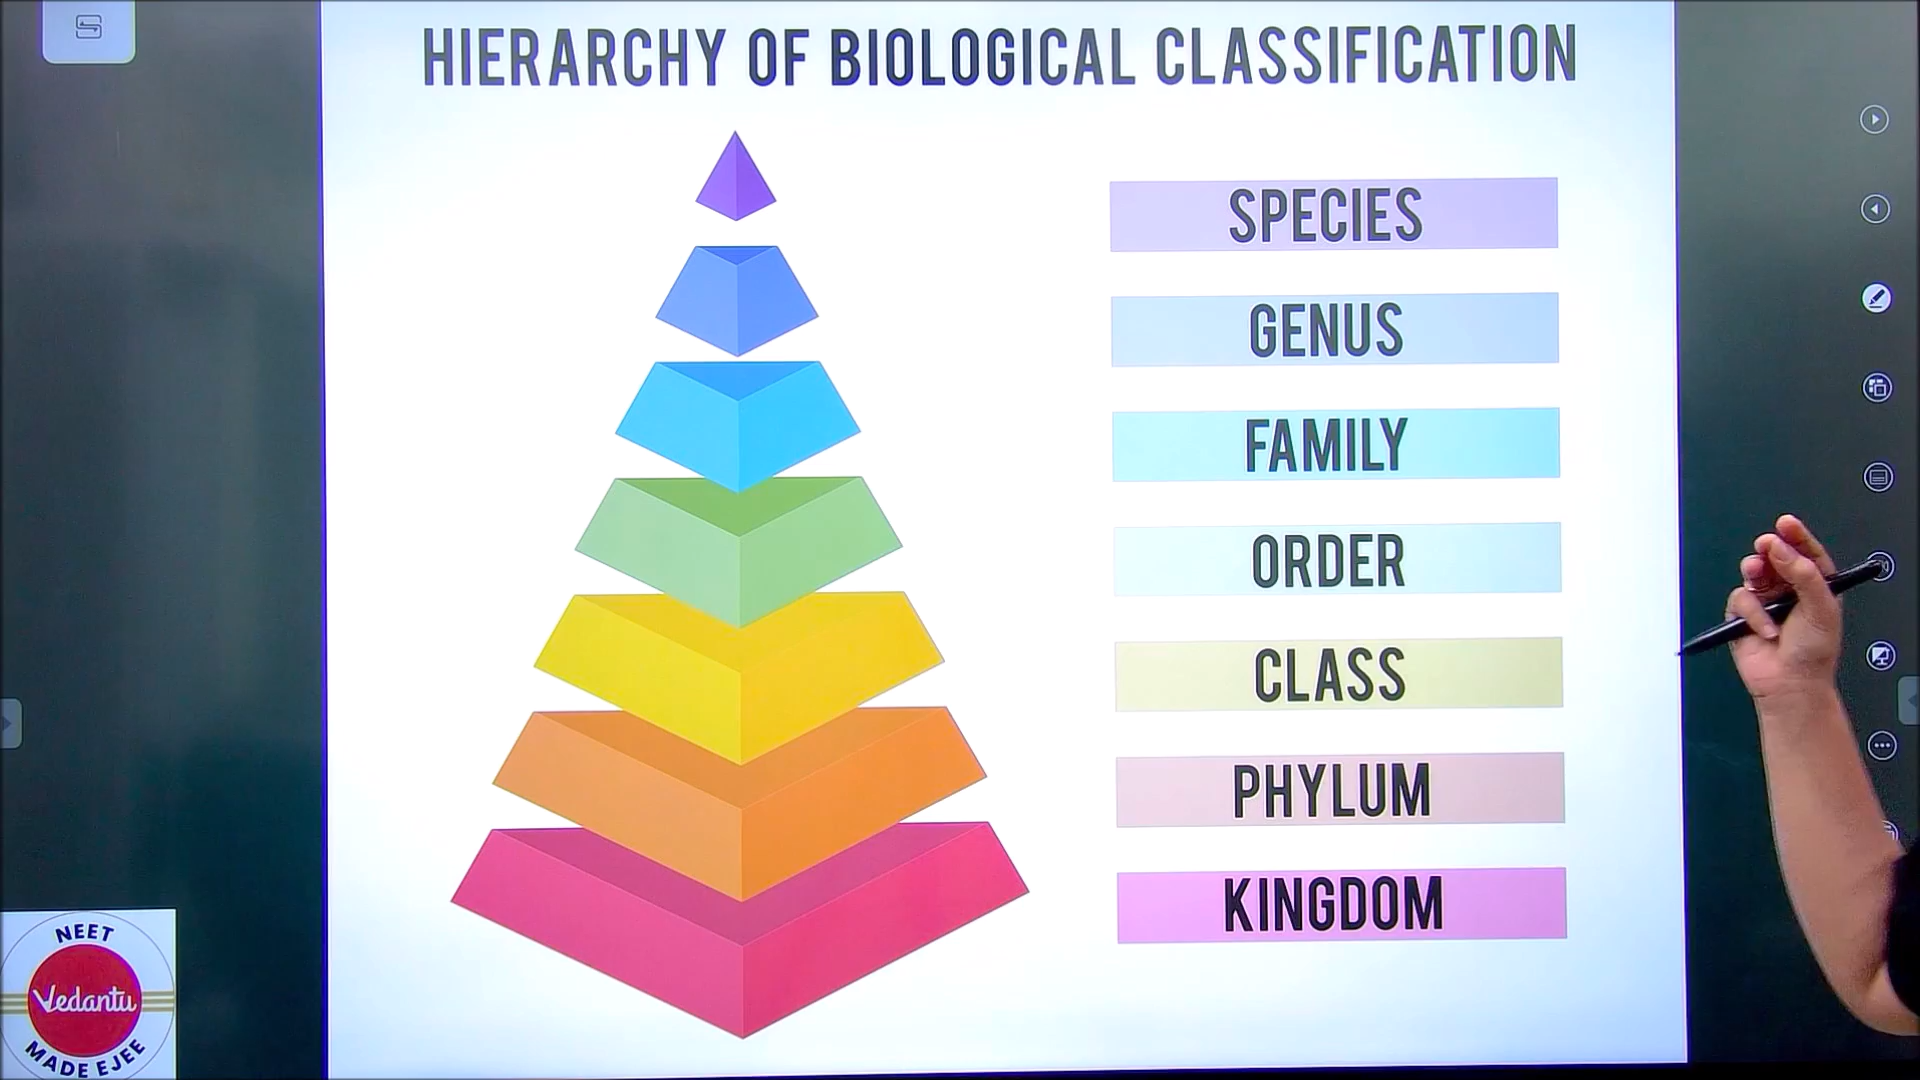 HIERARCHY OF BIOLOGICAL CLASSIFICATION
SPECIES
GENUS
FAMILY
ORDER
CLASS
PHYLUM
KINGDOM
NEET
Vedantu
MADE EJEE